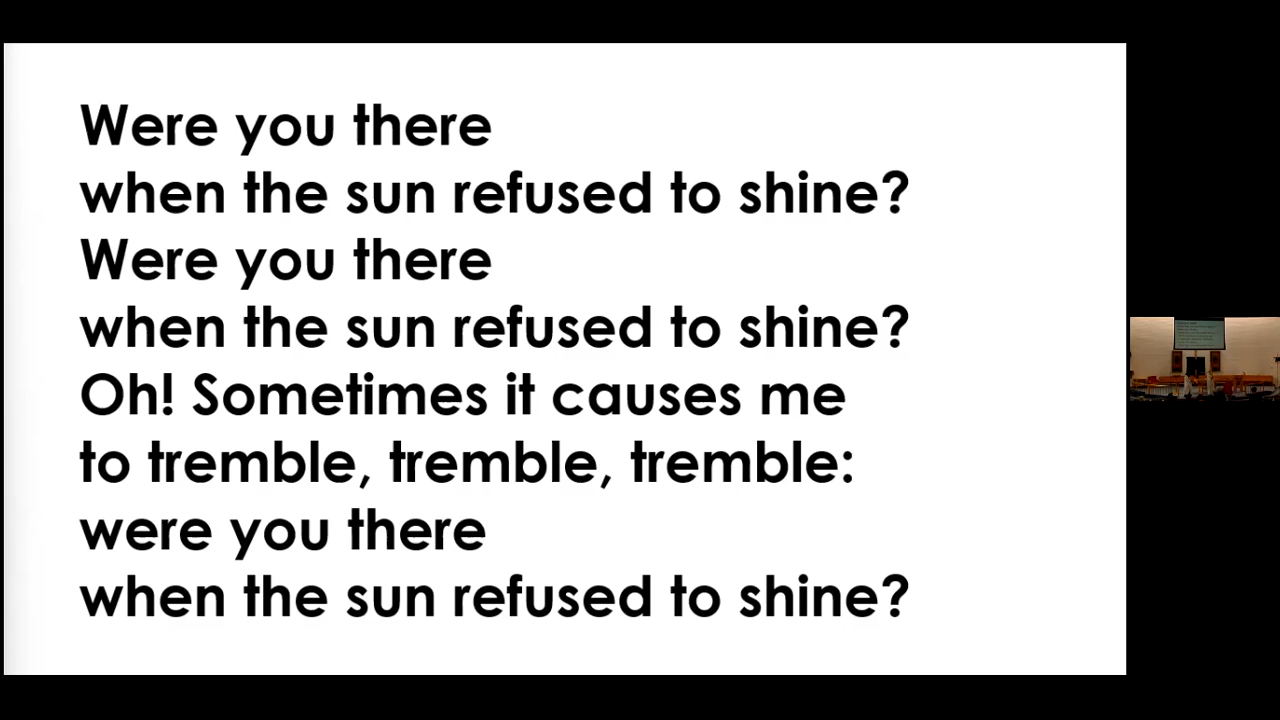 Were you there
when the sun refused to shine?
Were you there
when the sun refused to shine?
Oh! Sometimes it causes me
to tremble, tremble, tremble:
were you there
when the sun refused to shine?